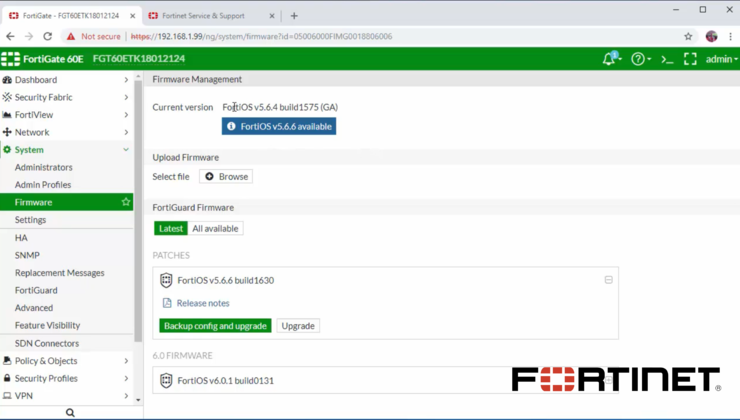 FortiGate - FGT60ETK18012124
Fortinet Service & Support
Not secure
https://192.168.1.99/ng/system/firmware?id=05006000FIMG0018806006
FortiGate 60E
FGT60ETK18012124
1
admin
Dashboard
Security Fabric
FortiView
Network
System
Administrators
Admin Profiles
Firmware
Settings
HA
SNMP
Replacement Messages
FortiGuard
Advanced
Feature Visibility
SDN Connectors
Policy & Objects
Security Profiles
VPN
Firmware Management
Current version FortiOS v5.6.4 build1575 (GA)
FortiOS v5.6.6 available
Upload Firmware
Select file Browse
FortiGuard Firmware
Latest All available
PATCHES
FortiOS v5.6.6 build1630
Release notes
Backup config and upgrade Upgrade
6.0 FIRMWARE
FortiOS v6.0.1 build0131
FORTINET®